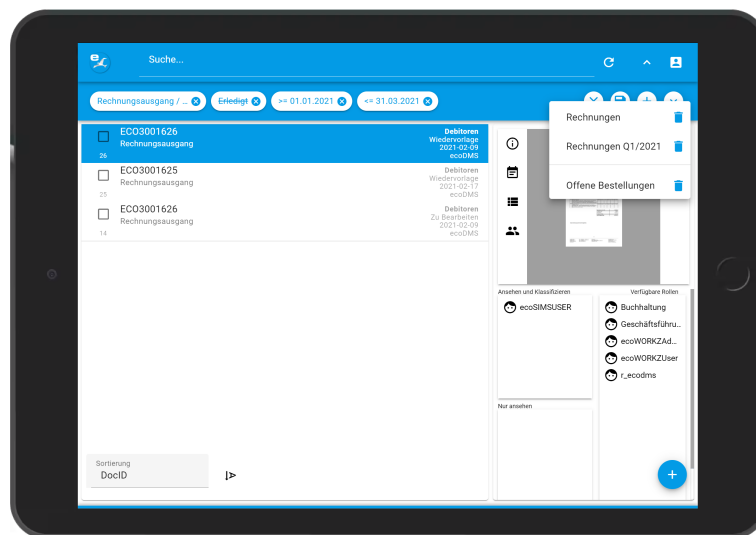 Suche...
Rechnungsausgang / ...
Erledigt
>= 01.01.2021
<= 31.03.2021
Rechnungen
Rechnungen Q1/2021
Offene Bestellungen
ECO3001626
Rechnungsausgang
26
Debitoren
Wiedervorlage
2021-02-09
ecoDMS
ECO3001625
Rechnungsausgang
25
Debitoren
Wiedervorlage
2021-02-17
ecoDMS
ECO3001626
Rechnungsausgang
14
Debitoren
Zu Bearbeiten
2021-02-09
ecoDMS
Ansehen und Klassifizieren
ecoSIMSUSER
Nur ansehen
Verfügbare Rollen
Buchhaltung
Geschäftsführu...
ecoWORKZAd...
ecoWORKZUser
r_ecodms
Sortierung
DocID